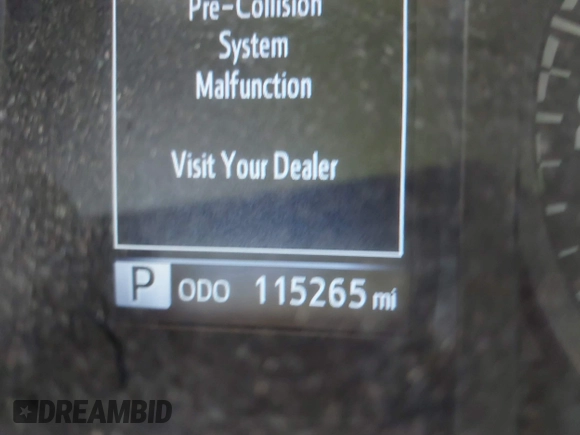 Pre-Collision
System
Malfunction
Visit Your Dealer
P ODO 115265 mi
DREAMBID